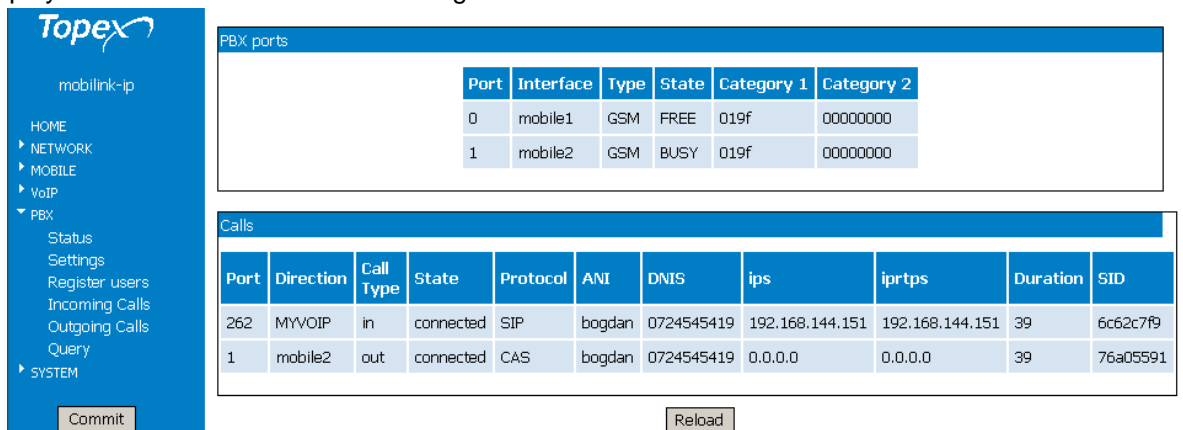 Topex
mobilink-ip
HOME
NETWORK
MOBILE
VoIP
PBX
Status
Settings
Register users
Incoming Calls
Outgoing Calls
Query
SYSTEM
Commit
PBX ports
Port Interface Type State Category 1 Category 2
0 mobile1 GSM FREE 019f 00000000
1 mobile2 GSM BUSY 019f 00000000
Calls
Port Direction Call Type State Protocol ANI DNIS ips iprtps Duration SID
262 MYVOIP in connected SIP bogdan 0724545419 192.168.144.151 192.168.144.151 39 6c62c7f9
1 mobile2 out connected CAS bogdan 0724545419 0.0.0.0 0.0.0.0 39 76a05591
Reload